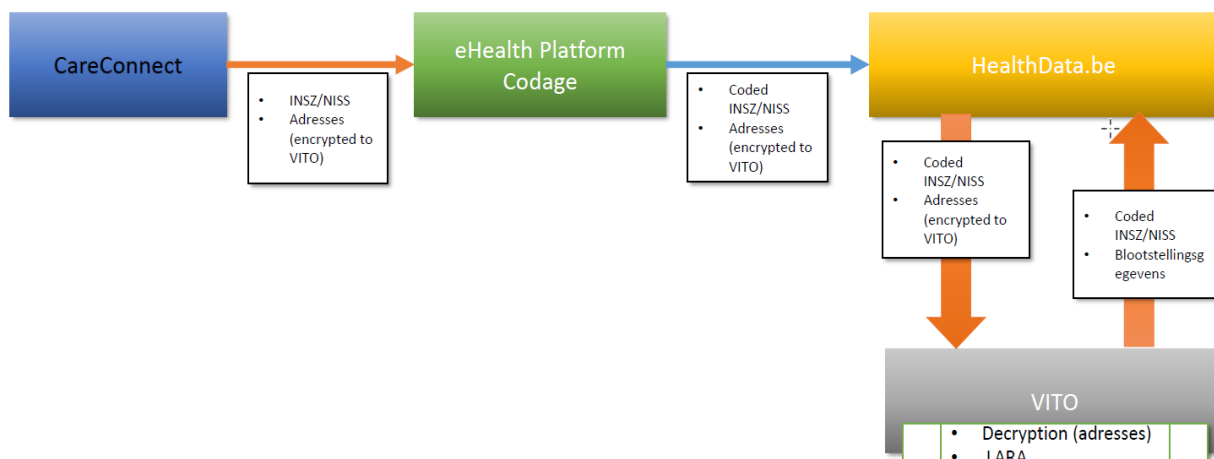 CareConnect
• INSZ/NISS
• Adresses
(encrypted to
VITO)
eHealth Platform
Codage
• Coded
INSZ/NISS
• Adresses
(encrypted to
VITO)
HealthData.be
• Coded
INSZ/NISS
• Adresses
(encrypted to
VITO)
• Coded
INSZ/NISS
• Blootstellingsg
egevens
VITO
• Decryption (adresses)